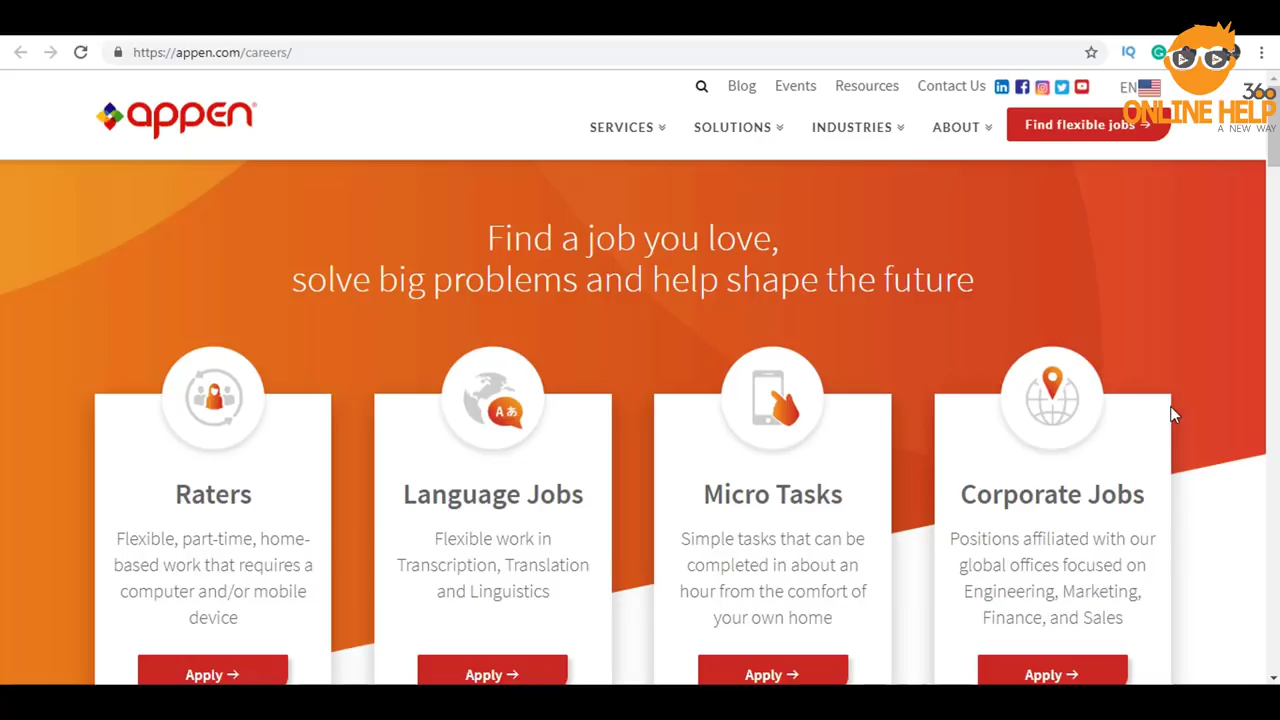 https://appen.com/careers/
IQ
Blog Events Resources Contact Us EN
360
ONLINE HELP
A NEW WAY
appen
SERVICES SOLUTIONS INDUSTRIES ABOUT Find flexible jobs →
Find a job you love,
solve big problems and help shape the future
A あ
Raters
Flexible, part-time, home-
based work that requires a
computer and/or mobile
device
Apply →
Language Jobs
Flexible work in
Transcription, Translation
and Linguistics
Apply →
Micro Tasks
Simple tasks that can be
completed in about an
hour from the comfort of
your own home
Apply →
Corporate Jobs
Positions affiliated with our
global offices focused on
Engineering, Marketing,
Finance, and Sales
Apply →